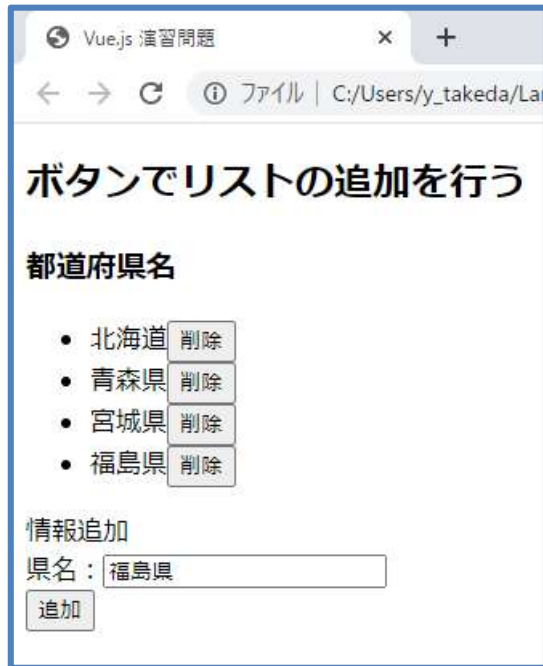 Vue.js 演習問題
ファイル | C:/Users/y_takeda/La
ボタンでリストの追加を行う
都道府県名
北海道 削除
青森県 削除
宮城県 削除
福島県 削除
情報追加
県名：福島県
追加